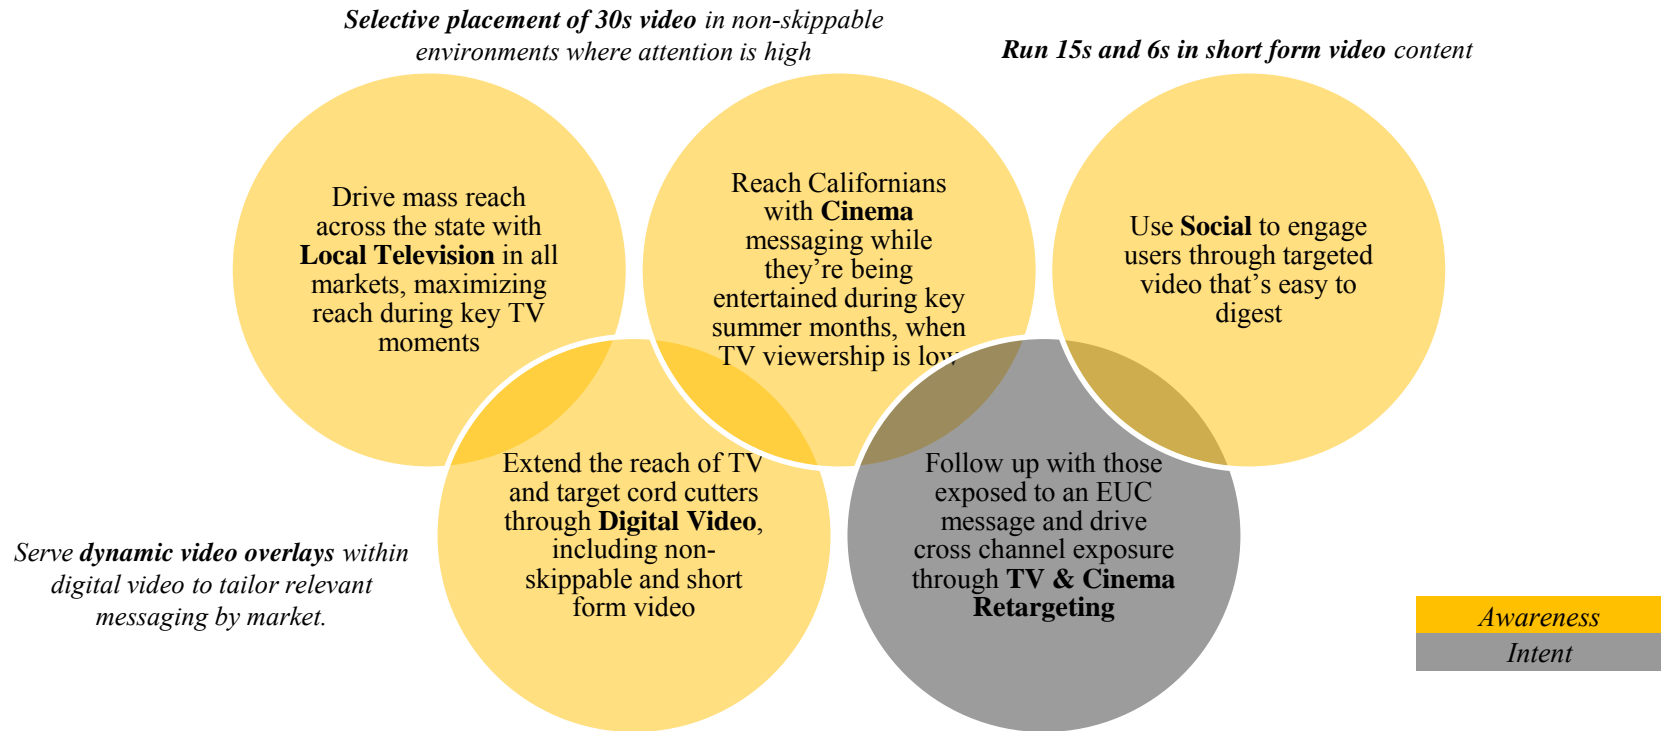 Selective placement of 30s video in non-skippable
environments where attention is high
Run 15s and 6s in short form video content
Drive mass reach
across the state with
Local Television in all
markets, maximizing
reach during key TV
moments
Reach Californians
with Cinema
messaging while
they're being
entertained during key
summer months, when
TV viewership is low
Use Social to engage
users through targeted
video that's easy to
digest
Extend the reach of TV
and target cord cutters
through Digital Video,
including non-
skippable and short
form video
Follow up with those
exposed to an EUC
message and drive
cross channel exposure
through TV & Cinema
Retargeting
Serve dynamic video overlays within
digital video to tailor relevant
messaging by market.
Awareness
Intent